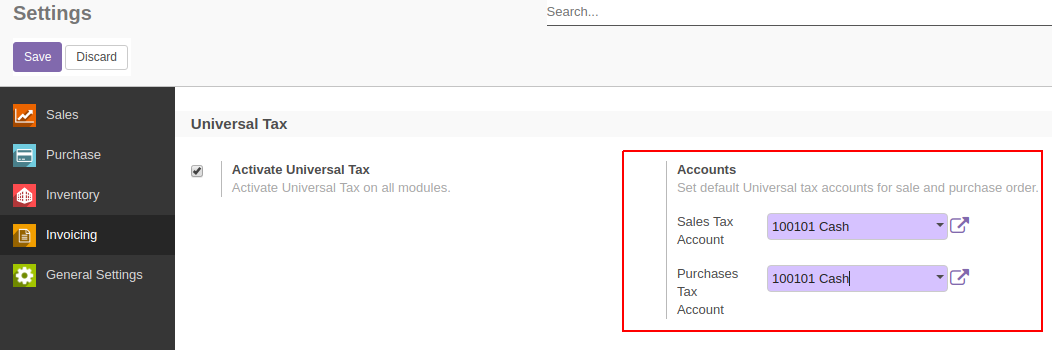 Settings
Search...
Save
Discard
Sales
Purchase
Inventory
Invoicing
General Settings
Universal Tax
Activate Universal Tax
Activate Universal Tax on all modules.
Accounts
Set default Universal tax accounts for sale and purchase order.
Sales Tax
Account
100101 Cash
Purchases
Tax
Account
100101 Cash